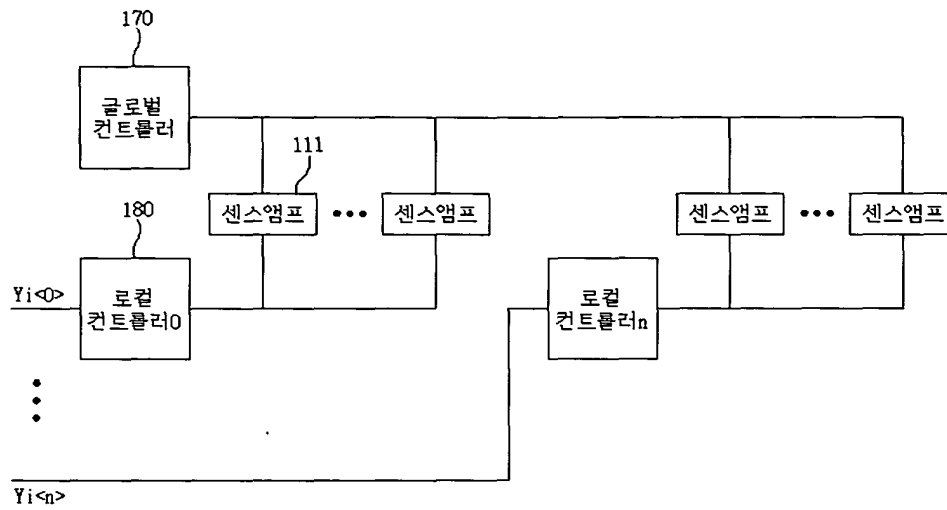 170
글로벌
컨트롤러
111
센스앰프 ••• 센스앰프
센스앰프 ••• 센스앰프
180
Yi<0>
로컬
컨트롤러0
로컬
컨트롤러n
Yi<n>